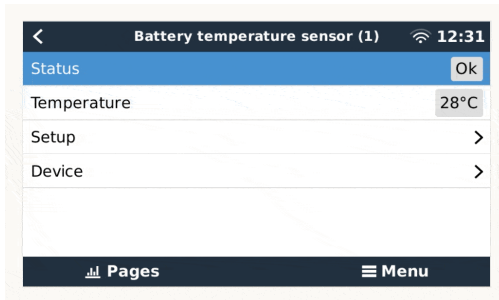 Battery temperature sensor (1) 12:31
Status Ok
Temperature 28°C
Setup
Device
Pages Menu